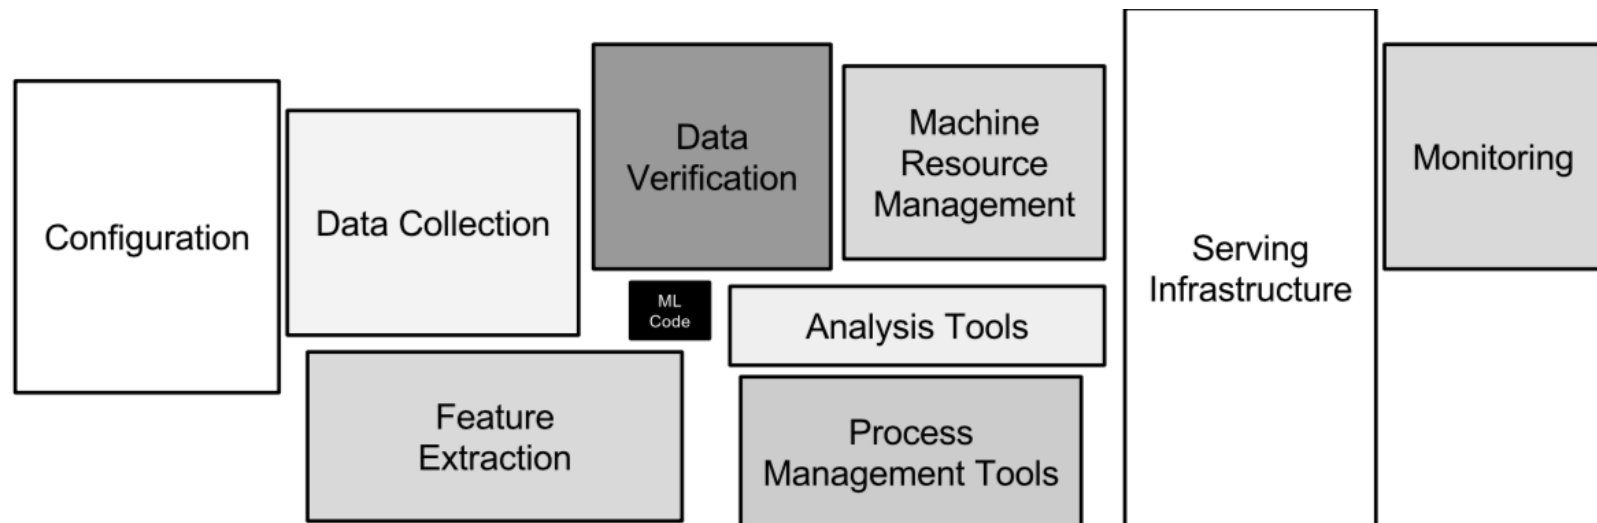 Configuration
Data Collection
Data
Verification
Machine
Resource
Management
Serving
Infrastructure
Monitoring
ML
Code
Analysis Tools
Feature
Extraction
Process
Management Tools